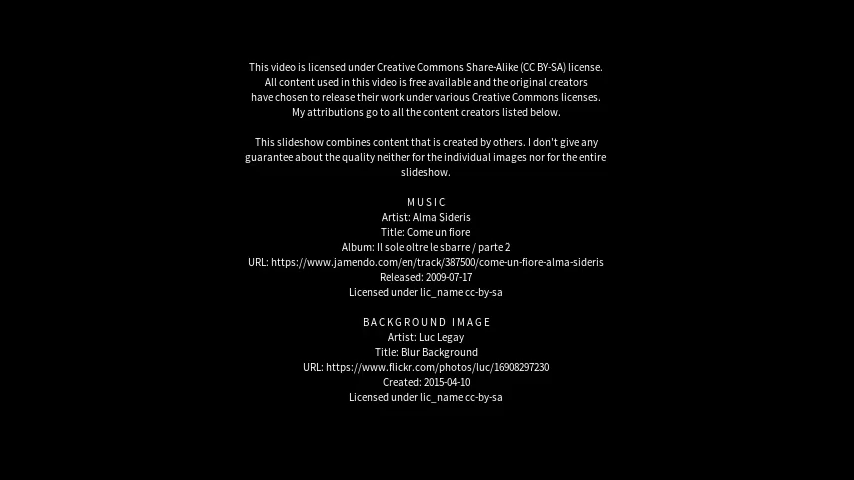 This video is licensed under Creative Commons Share-Alike (CC BY-SA) license.
All content used in this video is free available and the original creators
have chosen to release their work under various Creative Commons licenses.
My attributions go to all the content creators listed below.
This slideshow combines content that is created by others. I don't give any
guarantee about the quality neither for the individual images nor for the entire
slideshow.
MUSIC
Artist: Alma Sideris
Title: Come un fiore
Album: Il sole oltre le sbarre / parte 2
URL: https://www.jamendo.com/en/track/387500/come-un-fiore-alma-sideris
Released: 2009-07-17
Licensed under lic_name cc-by-sa
BACKGROUND IMAGE
Artist: Luc Legay
Title: Blur Background
URL: https://www.flickr.com/photos/luc/16908297230
Created: 2015-04-10
Licensed under lic_name cc-by-sa